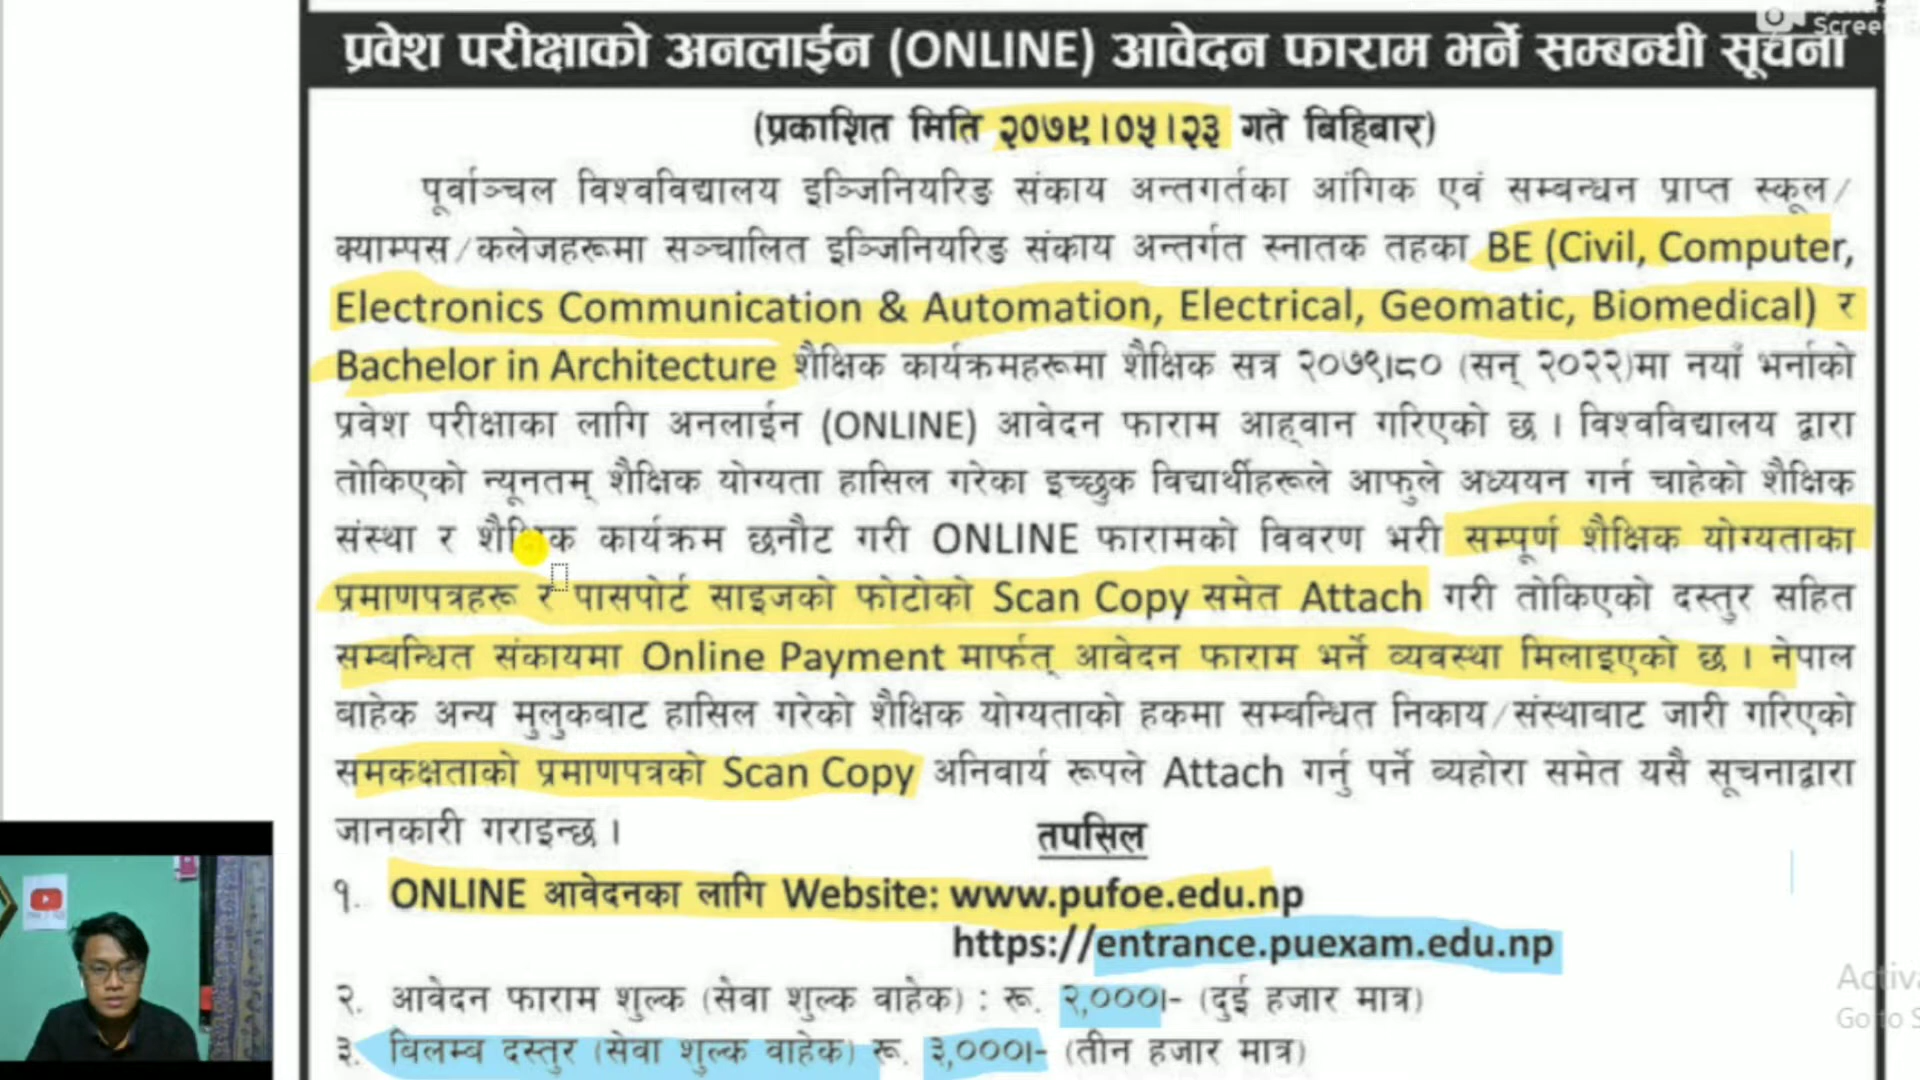 प्रवेश परीक्षाको अनलाईन (ONLINE) आवेदन फाराम भर्ने सम्बन्धी सूचना
(प्रकाशित मिति २०७९।०५।२३ गते बिहिबार)
पूर्वाञ्चल विश्वविद्यालय इञ्जिनियरिङ संकाय अन्तगर्तका आंगिक एवं सम्बन्धन प्राप्त स्कूल/
क्याम्पस/कलेजहरूमा सञ्चालित इञ्जिनियरिङ संकाय अन्तर्गत स्नातक तहका BE (Civil, Computer,
Electronics Communication & Automation, Electrical, Geomatic, Biomedical) र
Bachelor in Architecture शैक्षिक कार्यक्रमहरूमा शैक्षिक सत्र २०७९।८० (सन् २०२२)मा नयाँ भर्नाको
प्रवेश परीक्षाका लागि अनलाईन (ONLINE) आवेदन फाराम आह्वान गरिएको छ । विश्वविद्यालय द्वारा
तोकिएको न्यूनतम् शैक्षिक योग्यता हासिल गरेका इच्छुक विद्यार्थीहरूले आफुले अध्ययन गर्न चाहेको शैक्षिक
संस्था र शैक्षिक कार्यक्रम छनौट गरी ONLINE फारामको विवरण भरी सम्पूर्ण शैक्षिक योग्यताका
प्रमाणपत्रहरू र पासपोर्ट साइजको फोटोको Scan Copy समेत Attach गरी तोकिएको दस्तुर सहित
सम्बन्धित संकायमा Online Payment मार्फत् आवेदन फाराम भर्ने व्यवस्था मिलाइएको छ । नेपाल
बाहेक अन्य मुलुकबाट हासिल गरेको शैक्षिक योग्यताको हकमा सम्बन्धित निकाय/संस्थाबाट जारी गरिएको
समकक्षताको प्रमाणपत्रको Scan Copy अनिवार्य रूपले Attach गर्नु पर्ने व्यहोरा समेत यसै सूचनाद्वारा
जानकारी गराइन्छ ।
तपसिल
१. ONLINE आवेदनका लागि Website: www.pufoe.edu.np
https://entrance.puexam.edu.np
२. आवेदन फाराम शुल्क (सेवा शुल्क बाहेक) : रू. २,०००।- (दुई हजार मात्र)
३. बिलम्ब दस्तुर (सेवा शुल्क बाहेक) रू. ३,०००।- (तीन हजार मात्र)
Screen
Go to S